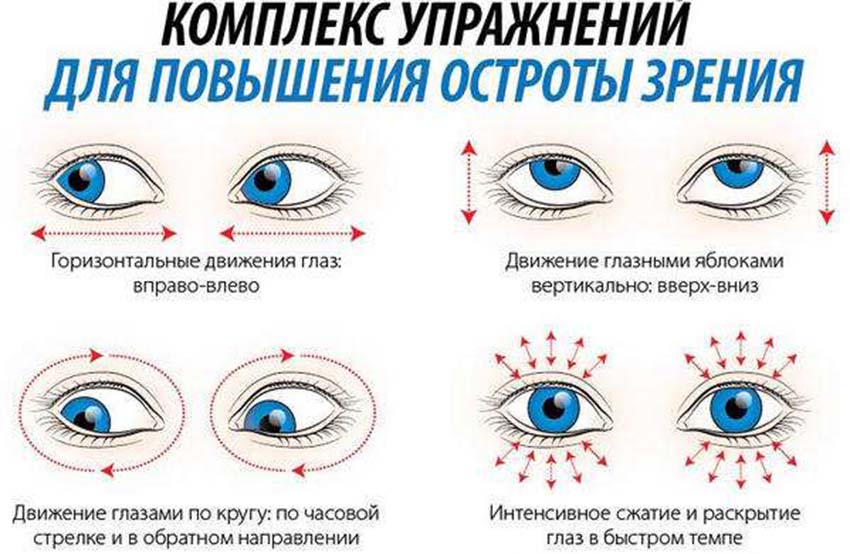 КОМПЛЕКС УПРАЖНЕНИЙ
ДЛЯ ПОВЫШЕНИЯ ОСТРОТЫ ЗРЕНИЯ
Горизонтальные движения глаз:
вправо-влево
Движение глазными яблоками
вертикально: вверх-вниз
Движение глазами по кругу: по часовой
стрелке и в обратном направлении
Интенсивное сжатие и раскрытие
глаз в быстром темпе